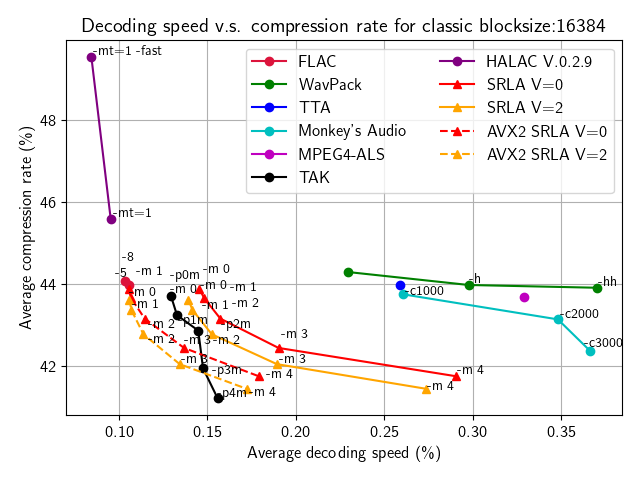 Decoding speed v.s. compression rate for classic blocksize:16384
Average compression rate (%)
48
46
44
42
0.10
0.15
0.20
0.25
0.30
0.35
Average decoding speed (%)
FLAC
WavPack
TTA
Monkey's Audio
MPEG4-ALS
TAK
HALAC V.0.2.9
SRLA V=0
SRLA V=2
AVX2 SRLA V=0
AVX2 SRLA V=2
-mt=1 -fast
-mt=1
-8
-5
-m 1
-p0m
-m 0
-m 0
-m 0
-m 0
-m 1
-m 1
-m 1
-m 2
-p1m
-p2m
-m 2
-m 2
-m 3
-m 2
-m 3
-m 3
-m 3
-p3m
-m 4
-p4m
-m 4
-m 4
-m 4
-h
-hh
-c1000
-c2000
-c3000